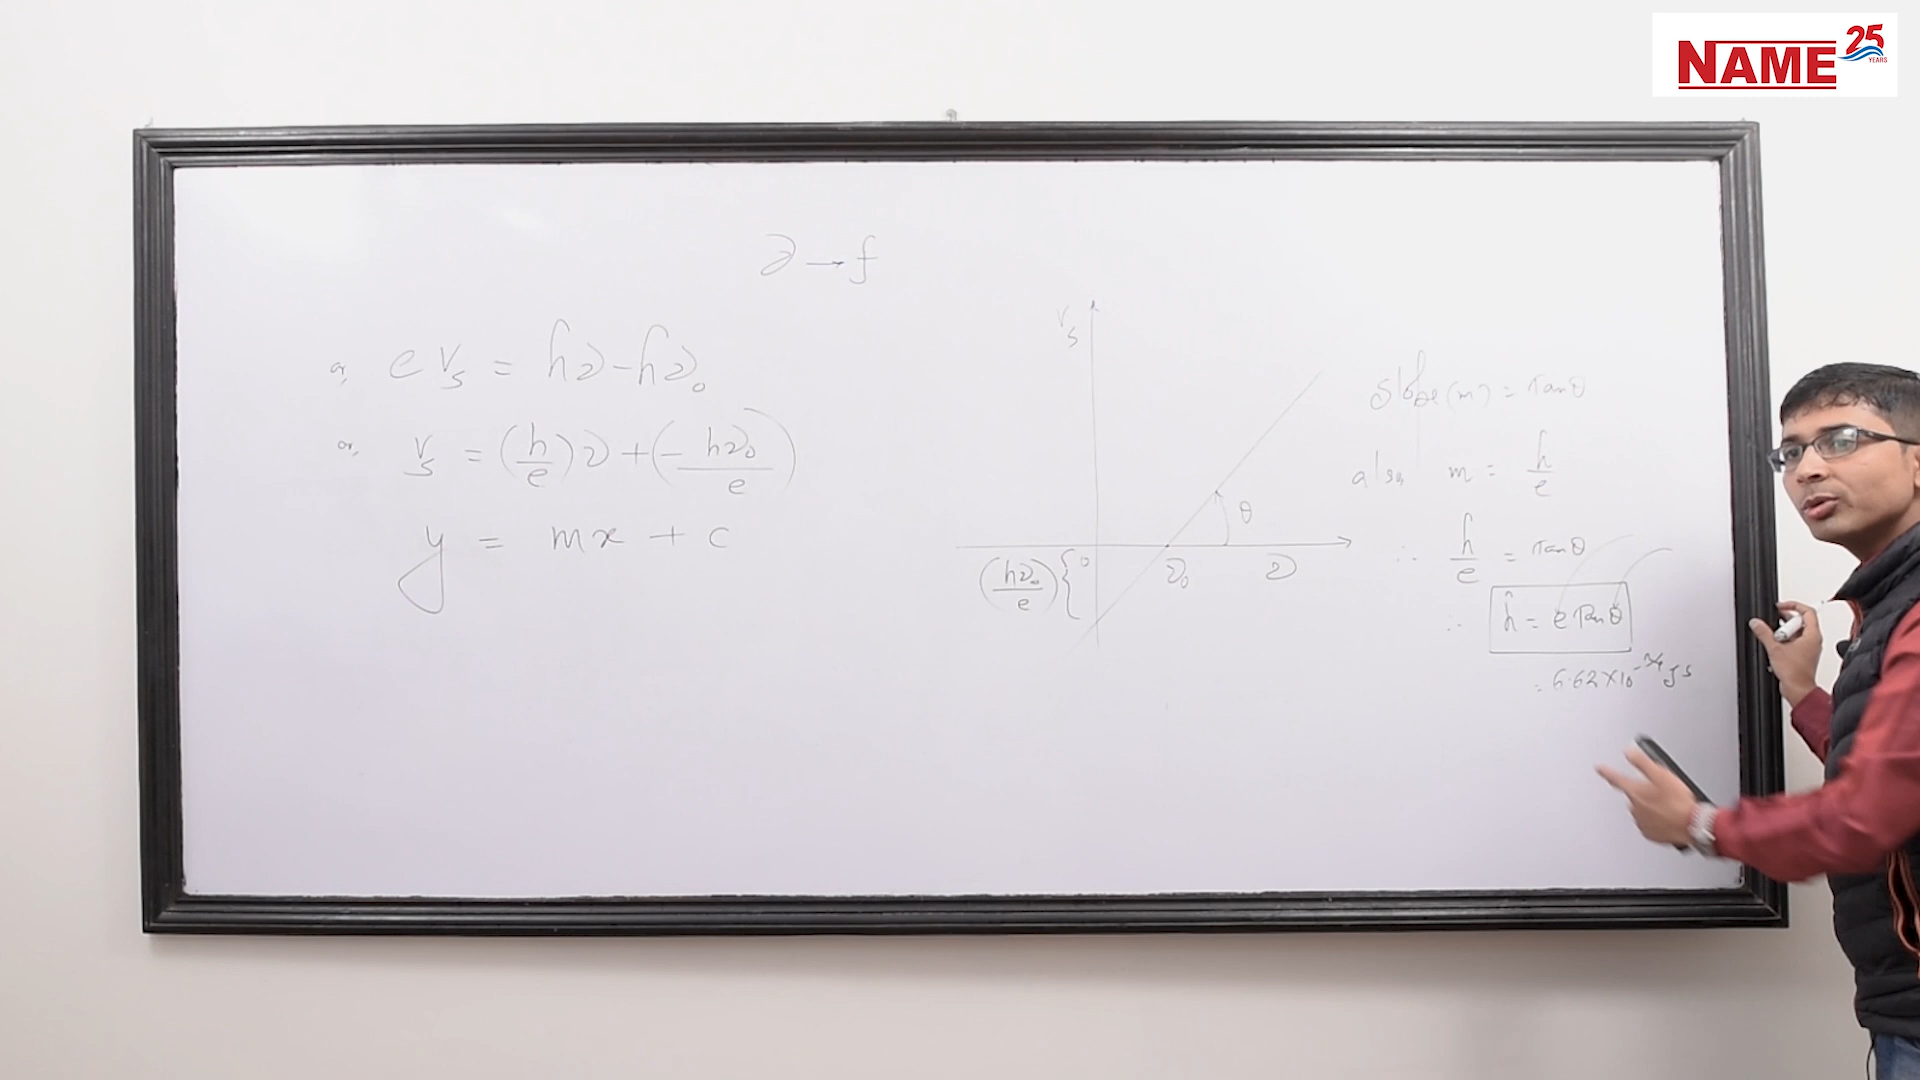 NAME 25
YEARS
ν → f
or, eVₛ = hν - hν₀
or, Vₛ = (h/e)ν + (- hν₀/e)
y = mx + c
Vₛ
θ
0
ν₀
ν
(hν₀/e) {
Slope (m) = Tanθ
also, m = h/e
∴ h/e = Tanθ
∴ h = e Tanθ
= 6.62×10⁻³⁴ Js